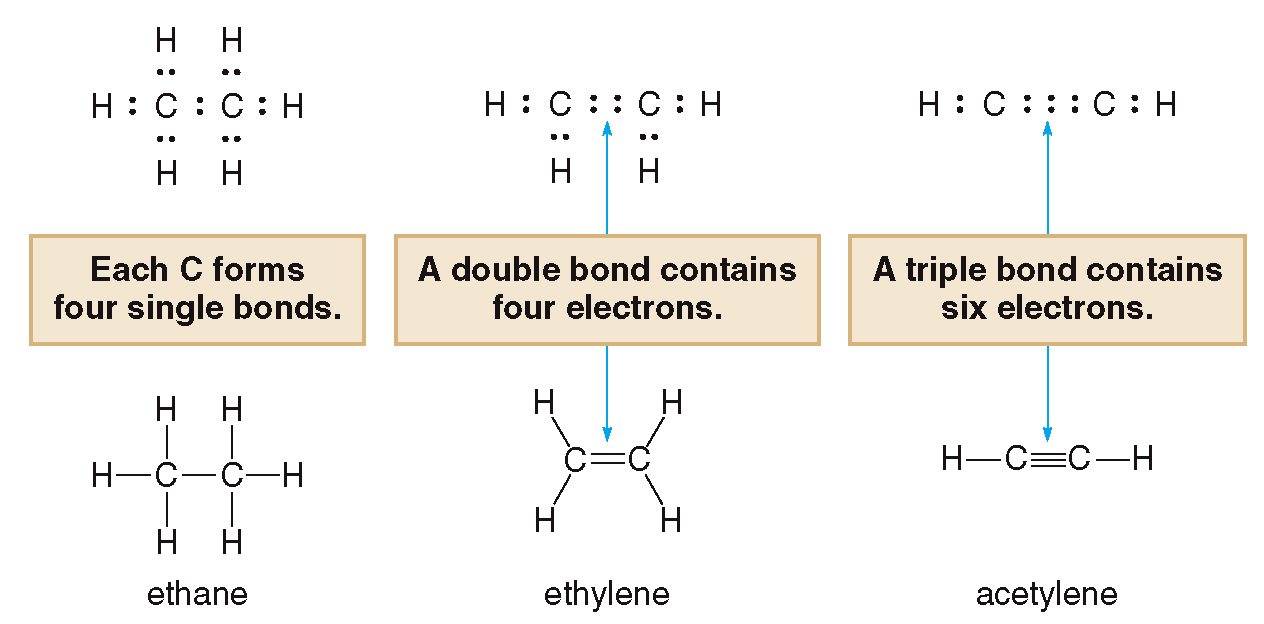 H H
H : C : C : H
H H
H : C : : C : H
H H
H : C : : : C : H
Each C forms
four single bonds.
A double bond contains
four electrons.
A triple bond contains
six electrons.
H H
H—C—C—H
H H
ethane
H H
C=C
H H
ethylene
H—C≡C—H
acetylene